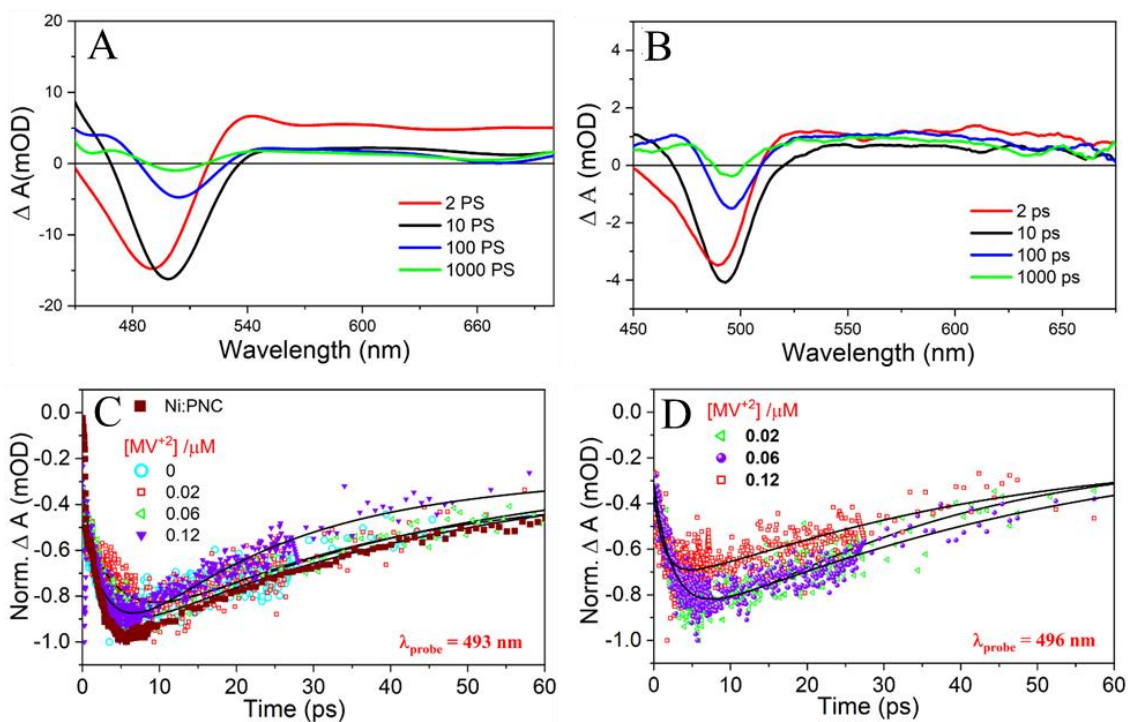 A
20
10
0
-10
-20
Δ A(mOD)
2 PS
10 PS
100 PS
1000 PS
480
540
600
660
Wavelength (nm)
B
4
2
0
-2
-4
Δ A (mOD)
2 ps
10 ps
100 ps
1000 ps
450
500
550
600
650
Wavelength (nm)
C
Ni:PNC
[MV+2] /μM
0
0.02
0.06
0.12
0.0
-0.2
-0.4
-0.6
-0.8
-1.0
Norm. Δ A (mOD)
λprobe = 493 nm
0
10
20
30
40
50
60
Time (ps)
D
[MV+2] /μM
0.02
0.06
0.12
0.0
-0.2
-0.4
-0.6
-0.8
-1.0
Norm. Δ A (mOD)
λprobe = 496 nm
0
10
20
30
40
50
60
Time (ps)